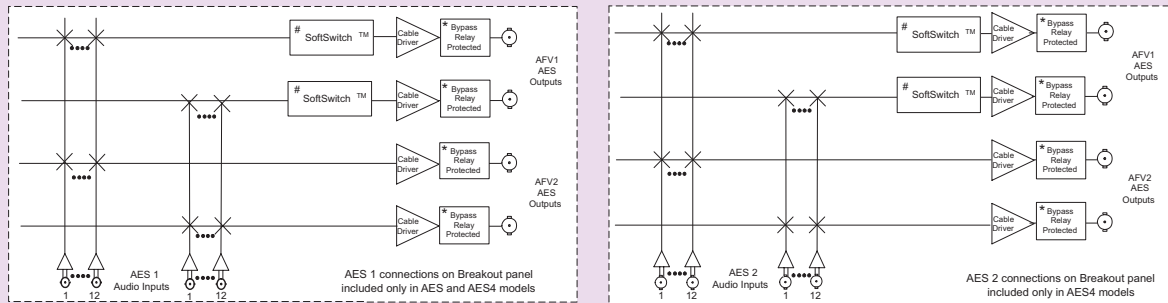 # SoftSwitch TM
Cable Driver
* Bypass Relay Protected
# SoftSwitch TM
Cable Driver
* Bypass Relay Protected
AFV1
AES
Outputs
Cable Driver
* Bypass Relay Protected
Cable Driver
* Bypass Relay Protected
AFV2
AES
Outputs
AES 1
Audio Inputs
1 12
1 12
AES 1 connections on Breakout panel
included only in AES and AES4 models
# SoftSwitch TM
Cable Driver
* Bypass Relay Protected
# SoftSwitch TM
Cable Driver
* Bypass Relay Protected
AFV1
AES
Outputs
Cable Driver
* Bypass Relay Protected
Cable Driver
* Bypass Relay Protected
AFV2
AES
Outputs
AES 2
Audio Inputs
1 12
1 12
AES 2 connections on Breakout panel
included only in AES4 models